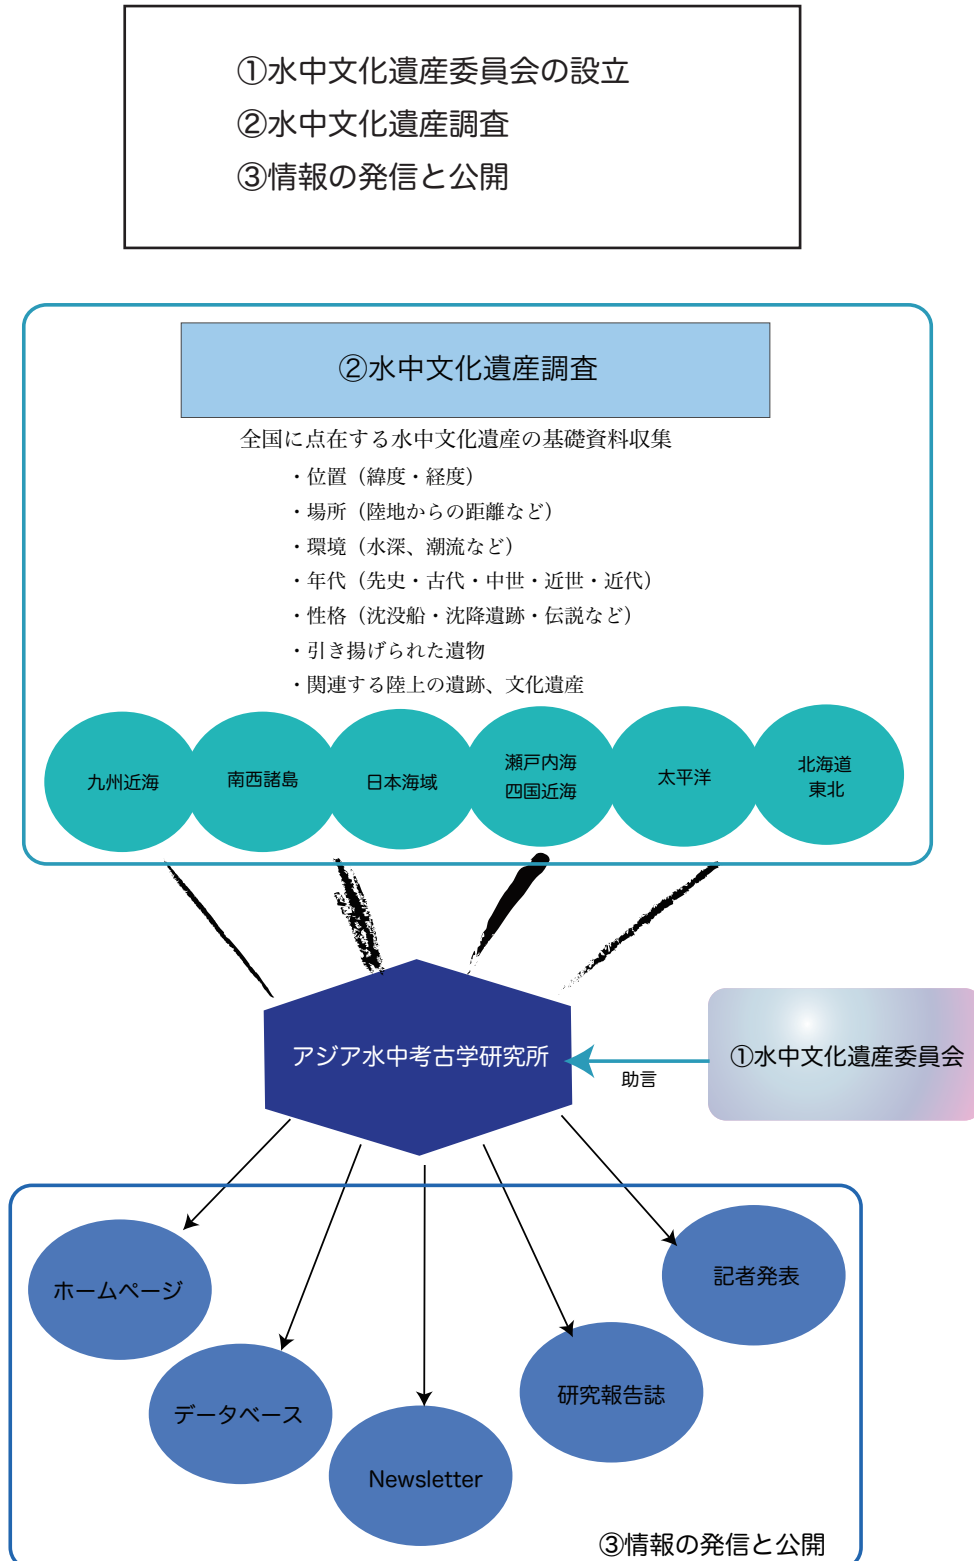 ①水中文化遺産委員会の設立
②水中文化遺産調査
③情報の発信と公開
②水中文化遺産調査
全国に点在する水中文化遺産の基礎資料収集
・位置（緯度・経度）
・場所（陸地からの距離など）
・環境（水深、潮流など）
・年代（先史・古代・中世・近世・近代）
・性格（沈没船・沈降遺跡・伝説など）
・引き揚げられた遺物
・関連する陸上の遺跡、文化遺産
九州近海
南西諸島
日本海域
瀬戸内海
四国近海
太平洋
北海道
東北
アジア水中考古学研究所
助言
①水中文化遺産委員会
ホームページ
データベース
Newsletter
研究報告誌
記者発表
③情報の発信と公開